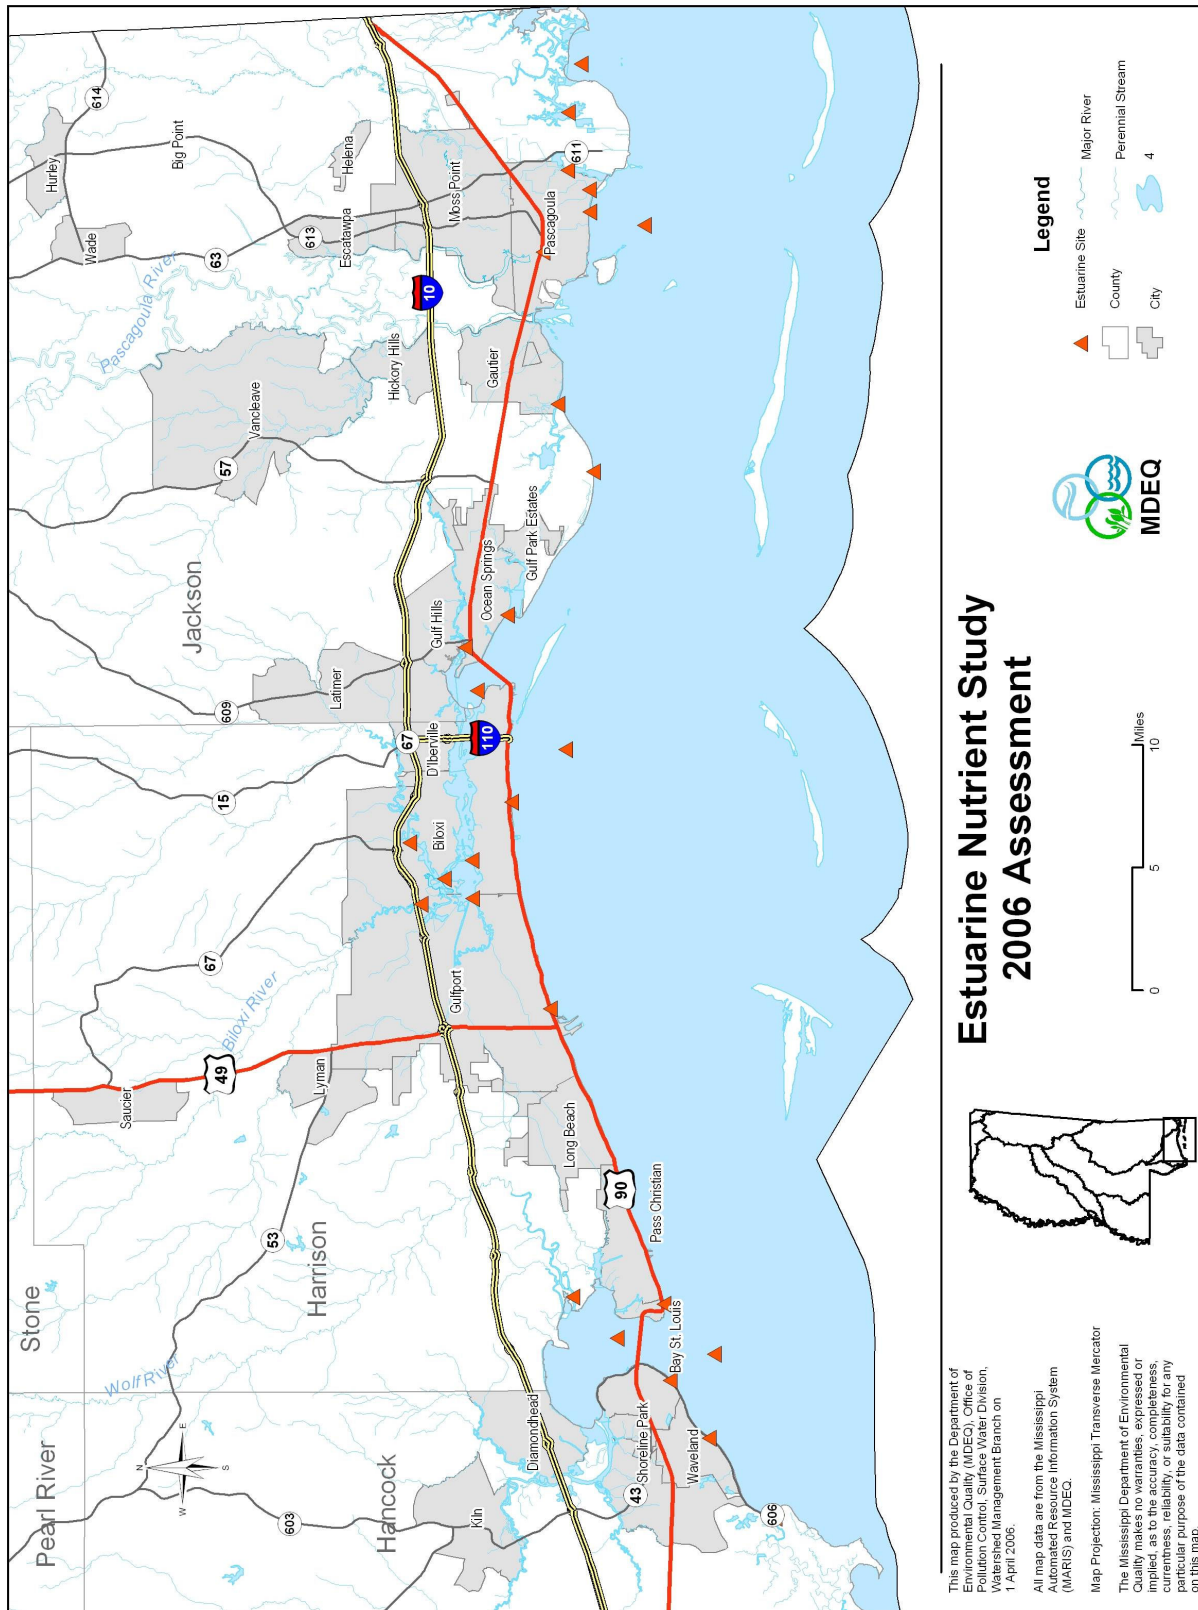 Pearl River
Stone
Wolf River
Hancock
Harrison
Jackson
N
E
S
W
603
53
Kiln
Diamondhead
43
Shoreline Park
Waveland
Bay St. Louis
606
Pass Christian
90
Long Beach
Saucier
49
Lyman
Biloxi River
67
Gulfport
Biloxi
15
67
D'Iberville
110
609
Latimer
Gulf Hills
Ocean Springs
Gulf Park Estates
57
Vancleave
Hickory Hills
Gautier
Pascagoula River
10
63
Wade
Hurley
614
Big Point
613
Escatawpa
Helena
Moss Point
Pascagoula
611
This map produced by the Department of
Environmental Quality (MDEQ), Office of
Pollution Control, Surface Water Division,
Watershed Management Branch on
1 April 2006.
All map data are from the Mississippi
Automated Resource Information System
(MARIS) and MDEQ.
Map Projection: Mississippi Transverse Mercator
The Mississippi Department of Environmental
Quality makes no warranties, expressed or
implied, as to the accuracy, completeness,
currentness, reliability, or suitability for any
particular purpose of the data contained
on this map.
Estuarine Nutrient Study
2006 Assessment
0
5
10
Miles
MDEQ
Legend
Estuarine Site
Major River
County
Perennial Stream
City
4